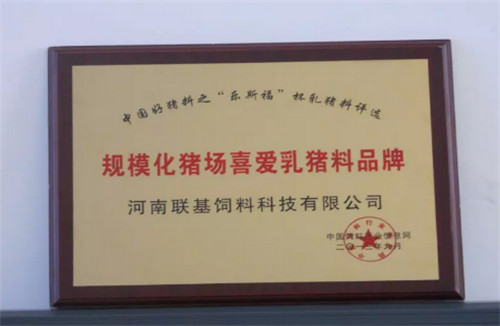 中国好猪料之“乐斯福”杯乳猪料评选
规模化猪场喜爱乳猪料品牌
河南联基饲料科技有限公司